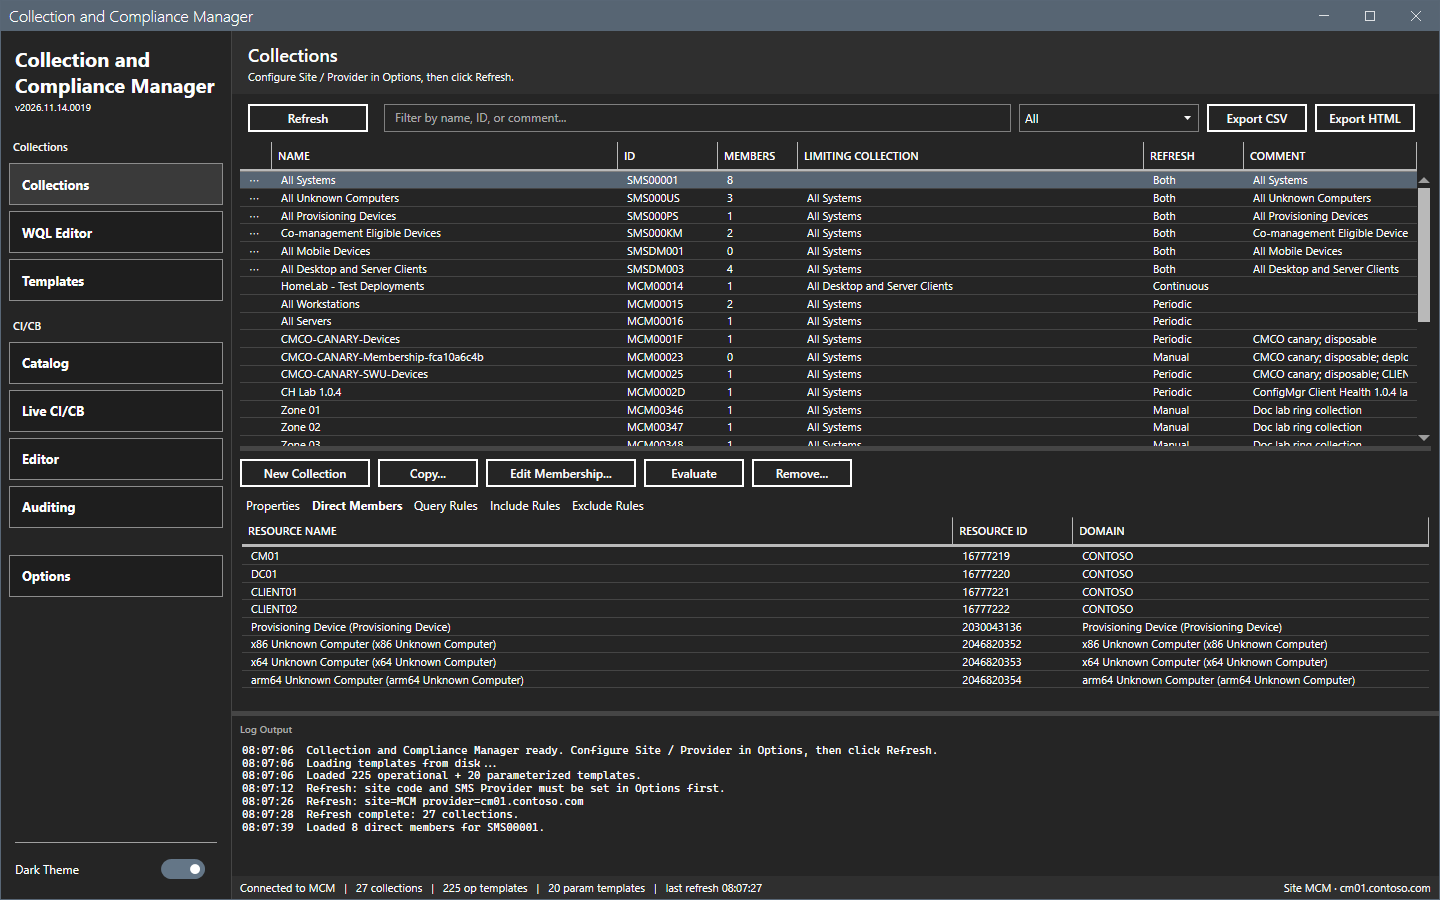 Collection and Compliance Manager
Collection and
Compliance Manager
v2026.11.14.0019
Collections
Collections
WQL Editor
Templates
CI/CB
Catalog
Live CI/CB
Editor
Auditing
Options
Dark Theme
Collections
Configure Site / Provider in Options, then click Refresh.
Refresh
Filter by name, ID, or comment...
All
Export CSV
Export HTML
NAME ID MEMBERS LIMITING COLLECTION REFRESH COMMENT
... All Systems SMS00001 8 Both All Systems
... All Unknown Computers SMS000US 3 All Systems Both All Unknown Computers
... All Provisioning Devices SMS000PS 1 All Systems Both All Provisioning Devices
... Co-management Eligible Devices SMS000KM 2 All Systems Both Co-management Eligible Device
... All Mobile Devices SMSDM001 0 All Systems Both All Mobile Devices
... All Desktop and Server Clients SMSDM003 4 All Systems Both All Desktop and Server Clients
HomeLab - Test Deployments MCM00014 1 All Desktop and Server Clients Continuous
All Workstations MCM00015 2 All Systems Periodic
All Servers MCM00016 1 All Systems Periodic
CMCO-CANARY-Devices MCM0001F 1 All Systems Periodic CMCO canary; disposable
CMCO-CANARY-Membership-fca10a6c4b MCM00023 0 All Systems Manual CMCO canary; disposable; deplo
CMCO-CANARY-SWU-Devices MCM00025 1 All Systems Periodic CMCO canary; disposable; CLIEN
CH Lab 1.0.4 MCM0002D 1 All Systems Periodic ConfigMgr Client Health 1.0.4 la
Zone 01 MCM00346 1 All Systems Manual Doc lab ring collection
Zone 02 MCM00347 1 All Systems Manual Doc lab ring collection
Zone 03 MCM00348 1 All Systems Manual Doc lab ring collection
New Collection
Copy...
Edit Membership...
Evaluate
Remove...
Properties Direct Members Query Rules Include Rules Exclude Rules
RESOURCE NAME RESOURCE ID DOMAIN
CM01 16777219 CONTOSO
DC01 16777220 CONTOSO
CLIENT01 16777221 CONTOSO
CLIENT02 16777222 CONTOSO
Provisioning Device (Provisioning Device) 2030043136 Provisioning Device (Provisioning Device)
x86 Unknown Computer (x86 Unknown Computer) 2046820352 x86 Unknown Computer (x86 Unknown Computer)
x64 Unknown Computer (x64 Unknown Computer) 2046820353 x64 Unknown Computer (x64 Unknown Computer)
arm64 Unknown Computer (arm64 Unknown Computer) 2046820354 arm64 Unknown Computer (arm64 Unknown Computer)
Log Output
08:07:06 Collection and Compliance Manager ready. Configure Site / Provider in Options, then click Refresh.
08:07:06 Loading templates from disk...
08:07:06 Loaded 225 operational + 20 parameterized templates.
08:07:12 Refresh: site code and SMS Provider must be set in Options first.
08:07:26 Refresh: site=MCM provider=cm01.contoso.com
08:07:28 Refresh complete: 27 collections.
08:07:39 Loaded 8 direct members for SMS00001.
Connected to MCM | 27 collections | 225 op templates | 20 param templates | last refresh 08:07:27
Site MCM · cm01.contoso.com